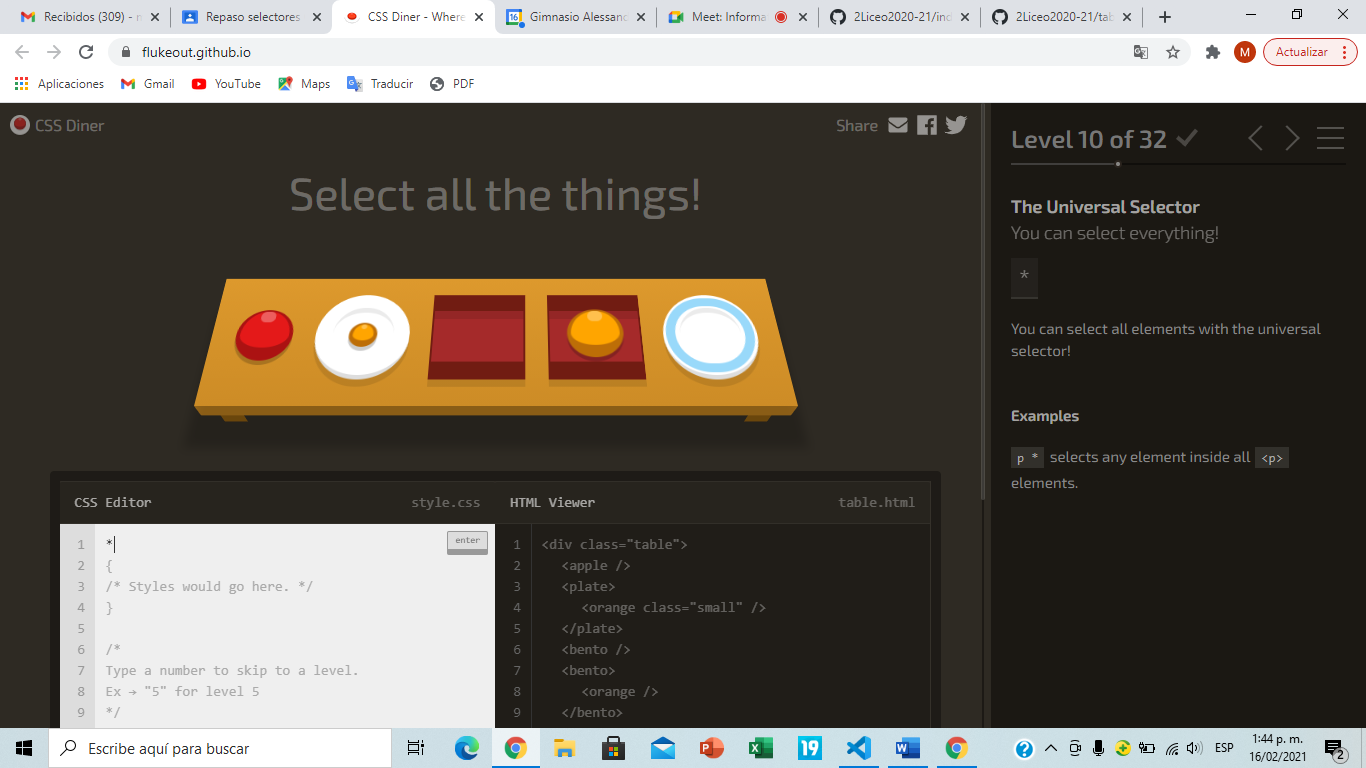 Recibidos (309) - n
Repaso selectores
CSS Diner - Where
Gimnasio Alessanc
Meet: Informa
2Liceo2020-21/ind
2Liceo2020-21/tab
flukeout.github.io
M
Actualizar
Aplicaciones
Gmail
YouTube
Maps
Traducir
PDF
CSS Diner
Share
Level 10 of 32
Select all the things!
The Universal Selector
You can select everything!
*
You can select all elements with the universal
selector!
Examples
p * selects any element inside all <p>
elements.
CSS Editor
style.css
1 *
enter
2 {
3 /* Styles would go here. */
4 }
5
6 /*
7 Type a number to skip to a level.
8 Ex → "5" for level 5
9 */
HTML Viewer
table.html
1 <div class="table">
2 <apple />
3 <plate>
4 <orange class="small" />
5 </plate>
6 <bento />
7 <bento>
8 <orange />
9 </bento>
Escribe aquí para buscar
19
ESP
1:44 p. m.
16/02/2021
2